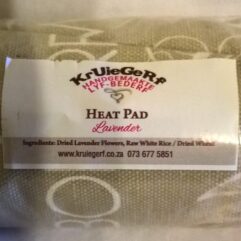 KrUieGeRf
HANDGEMAAKTE
LYF-BEDERF
HEAT PAD
Lavender
Ingredients: Dried Lavender Flowers, Raw White Rice / Dried Wheat
www.kruiegerf.co.za 073 677 5851